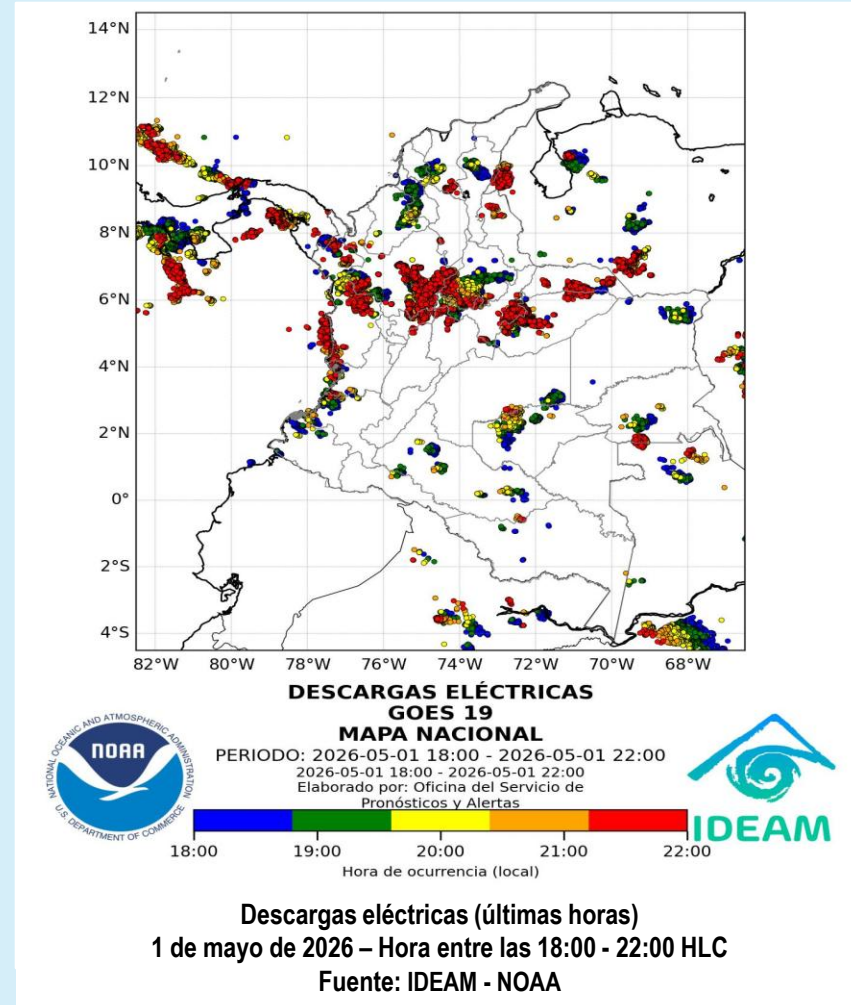 14°N
12°N
10°N
8°N
6°N
4°N
2°N
0°
2°S
4°S
82°W 80°W 78°W 76°W 74°W 72°W 70°W 68°W
DESCARGAS ELÉCTRICAS
GOES 19
MAPA NACIONAL
PERIODO: 2026-05-01 18:00 - 2026-05-01 22:00
2026-05-01 18:00 - 2026-05-01 22:00
Elaborado por: Oficina del Servicio de
Pronósticos y Alertas
NATIONAL OCEANIC AND ATMOSPHERIC ADMINISTRATION
NOAA
U.S. DEPARTMENT OF COMMERCE
IDEAM
18:00 19:00 20:00 21:00 22:00
Hora de ocurrencia (local)
Descargas eléctricas (últimas horas)
1 de mayo de 2026 – Hora entre las 18:00 - 22:00 HLC
Fuente: IDEAM - NOAA